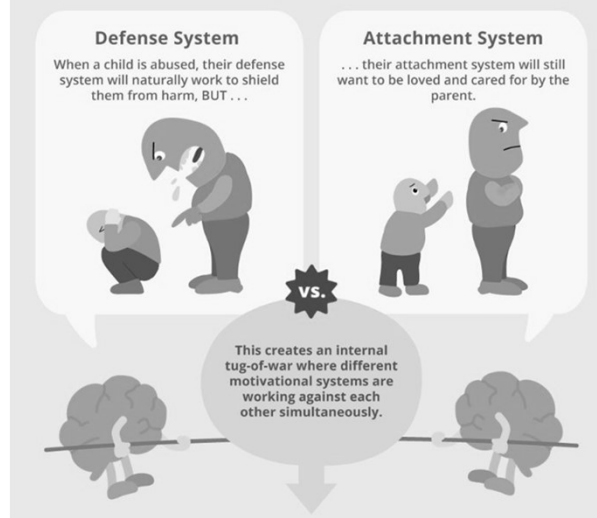 Defense System
When a child is abused, their defense
system will naturally work to shield
them from harm, BUT . . .
Attachment System
. . . their attachment system will still
want to be loved and cared for by the
parent.
vs.
This creates an internal
tug-of-war where different
motivational systems are
working against each
other simultaneously.